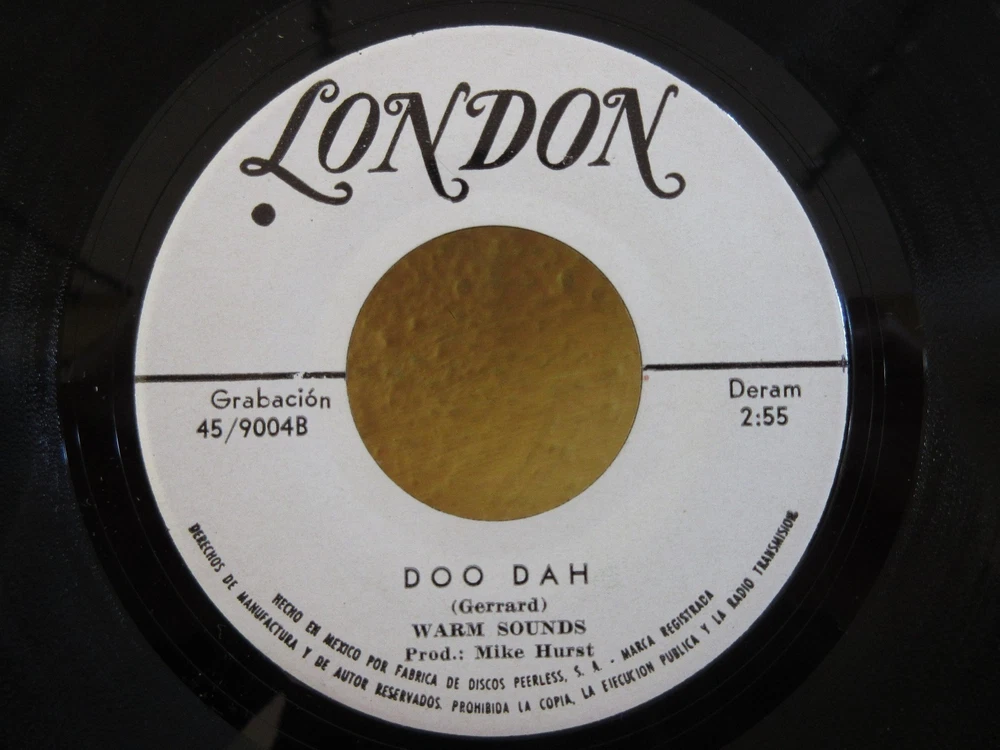 LONDON
Grabación
45/9004B
Deram
2:55
DOO DAH
(Gerrard)
WARM SOUNDS
Prod.: Mike Hurst
HECHO EN MEXICO POR FABRICA DE DISCOS PEERLESS, S. A. - MARCA REGISTRADA
DERECHOS DE MANUFACTURA Y DE AUTOR RESERVADOS. PROHIBIDA LA COPIA, LA EJECUCION PUBLICA Y LA RADIO TRANSMISION